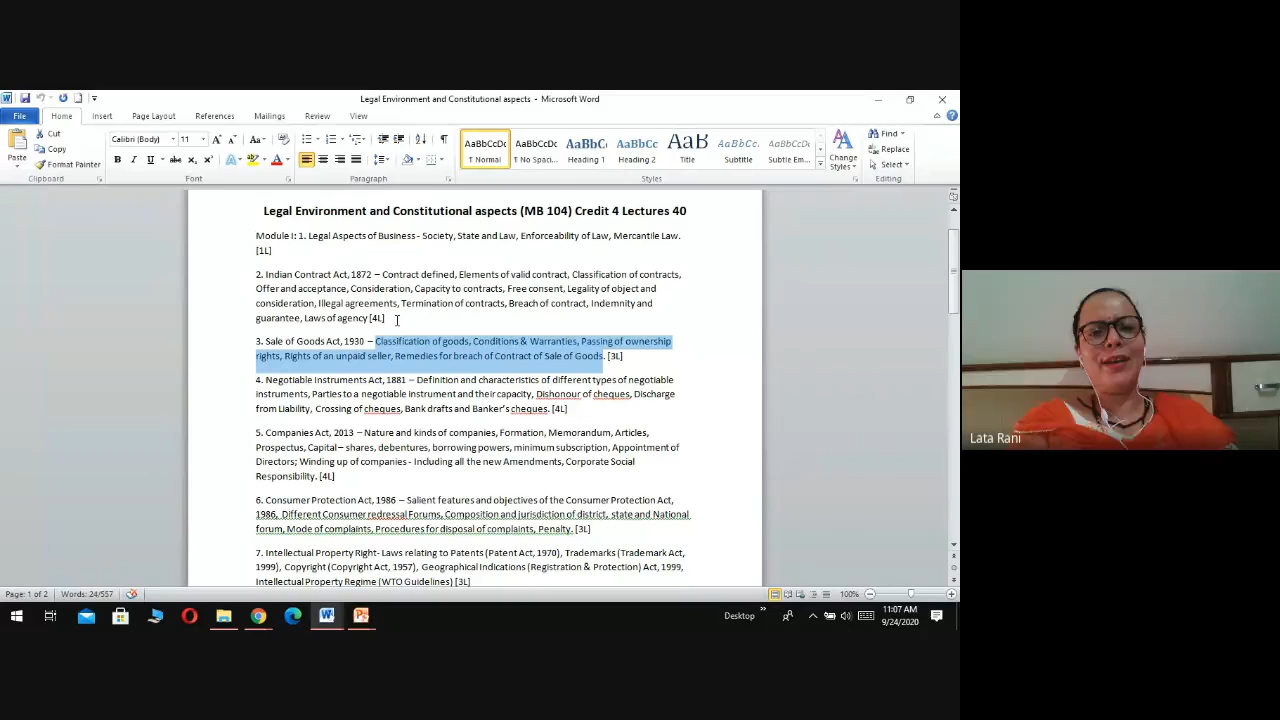 Legal Environment and Constitutional aspects - Microsoft Word
File Home Insert Page Layout References Mailings Review View
Paste
Cut
Copy
Format Painter
Clipboard
Calibri (Body) 11
Font
Paragraph
AaBbCcDc AaBbCcDc AaBbC AaBbCc AaB AaBbCc. AaBbCcDc
¶ Normal ¶ No Spaci... Heading 1 Heading 2 Title Subtitle Subtle Em...
Change
Styles
Styles
Find
Replace
Select
Editing
Legal Environment and Constitutional aspects (MB 104) Credit 4 Lectures 40
Module I: 1. Legal Aspects of Business - Society, State and Law, Enforceability of Law, Mercantile Law.
[1L]
2. Indian Contract Act, 1872 – Contract defined, Elements of valid contract, Classification of contracts,
Offer and acceptance, Consideration, Capacity to contracts, Free consent, Legality of object and
consideration, Illegal agreements, Termination of contracts, Breach of contract, Indemnity and
guarantee, Laws of agency [4L]
3. Sale of Goods Act, 1930 – Classification of goods, Conditions & Warranties, Passing of ownership
rights, Rights of an unpaid seller, Remedies for breach of Contract of Sale of Goods. [3L]
4. Negotiable Instruments Act, 1881 – Definition and characteristics of different types of negotiable
instruments, Parties to a negotiable instrument and their capacity, Dishonour of cheques, Discharge
from Liability, Crossing of cheques, Bank drafts and Banker's cheques. [4L]
5. Companies Act, 2013 – Nature and kinds of companies, Formation, Memorandum, Articles,
Prospectus, Capital – shares, debentures, borrowing powers, minimum subscription, Appointment of
Directors; Winding up of companies - Including all the new Amendments, Corporate Social
Responsibility. [4L]
6. Consumer Protection Act, 1986 – Salient features and objectives of the Consumer Protection Act,
1986, Different Consumer redressal Forums, Composition and jurisdiction of district, state and National
forum, Mode of complaints, Procedures for disposal of complaints, Penalty. [3L]
7. Intellectual Property Right- Laws relating to Patents (Patent Act, 1970), Trademarks (Trademark Act,
1999), Copyright (Copyright Act, 1957), Geographical Indications (Registration & Protection) Act, 1999,
Intellectual Property Regime (WTO Guidelines) [3L]
Page: 1 of 2 Words: 24/557 100%
Desktop
11:07 AM
9/24/2020
Lata Rani